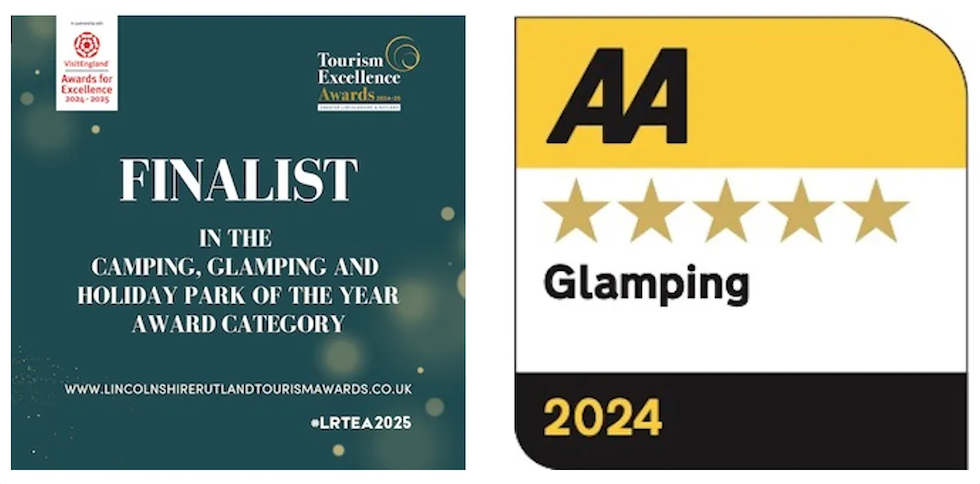 In partnership with
VisitEngland
Awards for
Excellence
2024 - 2025
Tourism
Excellence
Awards 2024-25
GREATER LINCOLNSHIRE & RUTLAND
FINALIST
IN THE
CAMPING, GLAMPING AND
HOLIDAY PARK OF THE YEAR
AWARD CATEGORY
WWW.LINCOLNSHIRERUTLANDTOURISMAWARDS.CO.UK
#LRTEA2025
AA
Glamping
2024